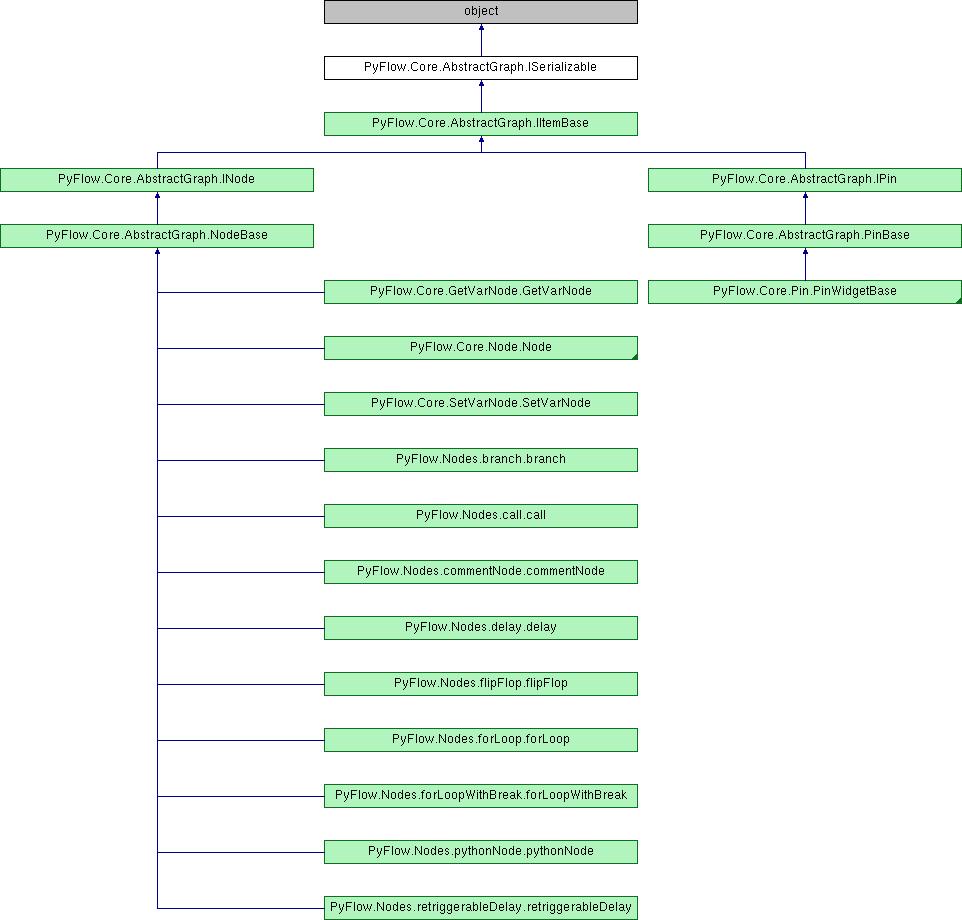 object
PyFlow.Core.AbstractGraph.ISerializable
PyFlow.Core.AbstractGraph.IItemBase
PyFlow.Core.AbstractGraph.INode
PyFlow.Core.AbstractGraph.IPin
PyFlow.Core.AbstractGraph.NodeBase
PyFlow.Core.AbstractGraph.PinBase
PyFlow.Core.GetVarNode.GetVarNode
PyFlow.Core.Pin.PinWidgetBase
PyFlow.Core.Node.Node
PyFlow.Core.SetVarNode.SetVarNode
PyFlow.Nodes.branch.branch
PyFlow.Nodes.call.call
PyFlow.Nodes.commentNode.commentNode
PyFlow.Nodes.delay.delay
PyFlow.Nodes.flipFlop.flipFlop
PyFlow.Nodes.forLoop.forLoop
PyFlow.Nodes.forLoopWithBreak.forLoopWithBreak
PyFlow.Nodes.pythonNode.pythonNode
PyFlow.Nodes.retriggerableDelay.retriggerableDelay